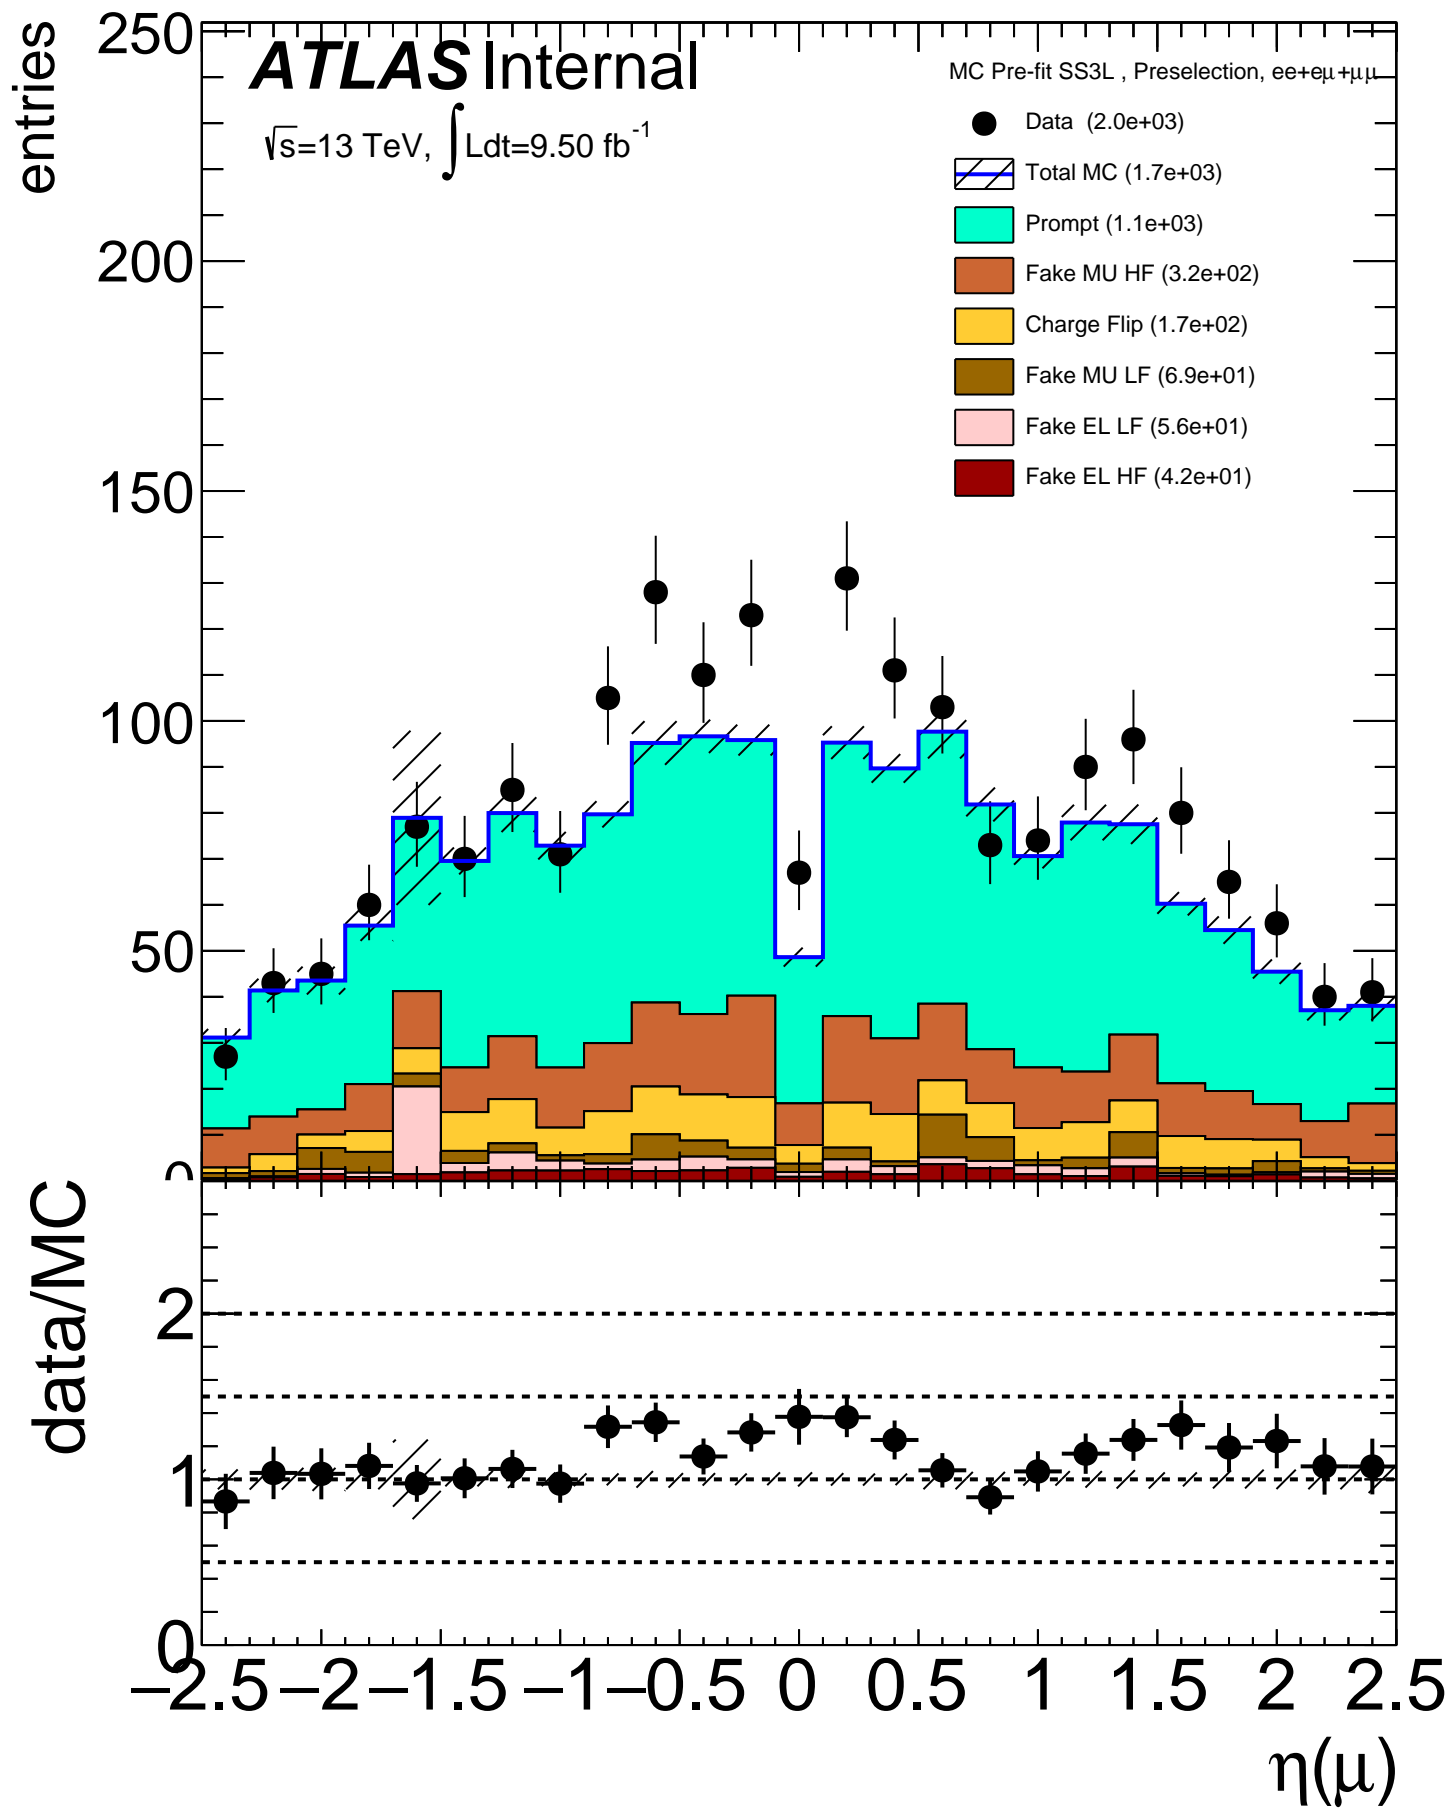 entries
250
200
150
100
50
0
ATLAS Internal
√s=13 TeV, ∫Ldt=9.50 fb⁻¹
MC Pre-fit SS3L , Preselection, ee+eμ+μμ
Data (2.0e+03)
Total MC (1.7e+03)
Prompt (1.1e+03)
Fake MU HF (3.2e+02)
Charge Flip (1.7e+02)
Fake MU LF (6.9e+01)
Fake EL LF (5.6e+01)
Fake EL HF (4.2e+01)
data/MC
2
1
0
−2.5 −2 −1.5 −1 −0.5 0 0.5 1 1.5 2 2.5
η(μ)